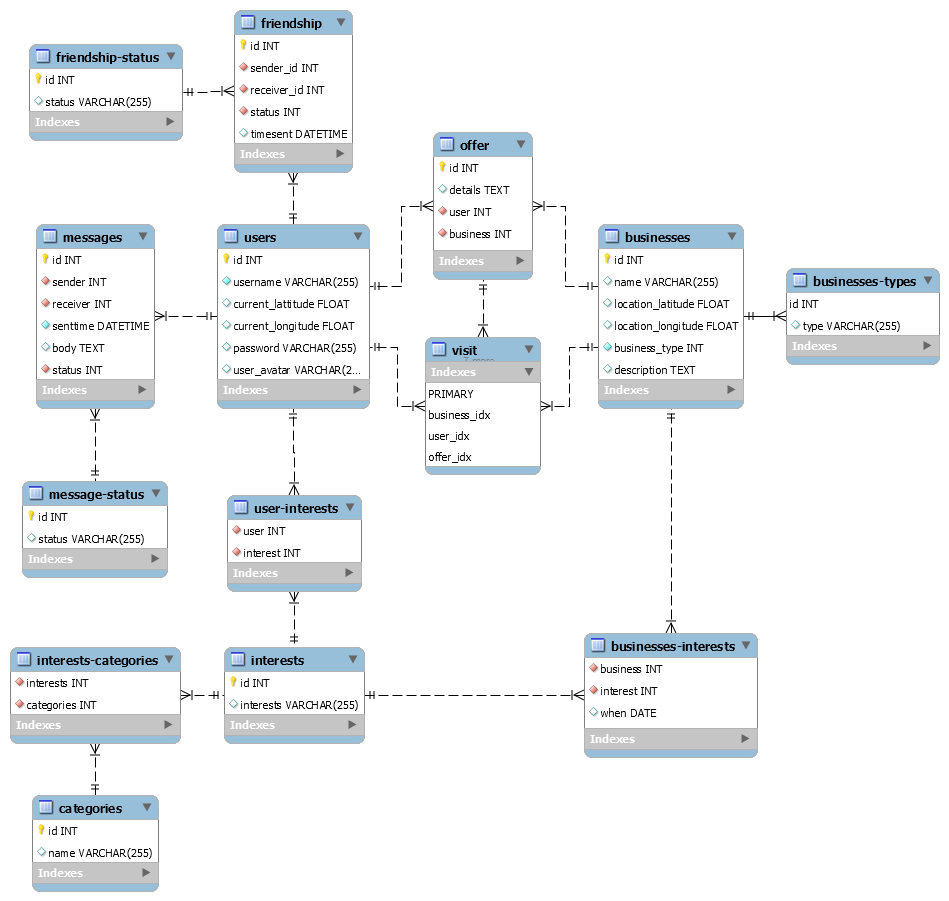 friendship
id INT
sender_id INT
receiver_id INT
status INT
timesent DATETIME
Indexes
friendship-status
id INT
status VARCHAR(255)
Indexes
offer
id INT
details TEXT
user INT
business INT
Indexes
messages
id INT
sender INT
receiver INT
senttime DATETIME
body TEXT
status INT
Indexes
users
id INT
username VARCHAR(255)
current_lattitude FLOAT
current_longitude FLOAT
password VARCHAR(255)
user_avatar VARCHAR(2...
Indexes
businesses
id INT
name VARCHAR(255)
location_latitude FLOAT
location_longitude FLOAT
business_type INT
description TEXT
Indexes
businesses-types
id INT
type VARCHAR(255)
Indexes
visit
Indexes
PRIMARY
business_idx
user_idx
offer_idx
message-status
id INT
status VARCHAR(255)
Indexes
user-interests
user INT
interest INT
Indexes
interests-categories
interests INT
categories INT
Indexes
interests
id INT
interests VARCHAR(255)
Indexes
businesses-interests
business INT
interest INT
when DATE
Indexes
categories
id INT
name VARCHAR(255)
Indexes